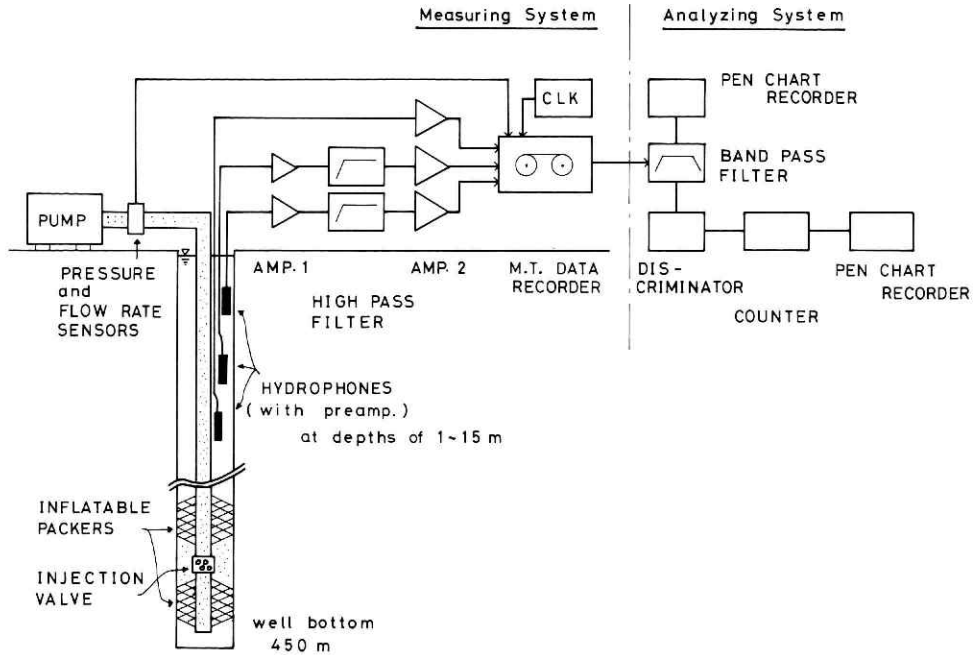 Measuring System
Analyzing System
CLK
PEN CHART
RECORDER
BAND PASS
FILTER
PUMP
PRESSURE
and
FLOW RATE
SENSORS
AMP. 1
AMP. 2
M.T. DATA
RECORDER
HIGH PASS
FILTER
DIS-
CRIMINATOR
COUNTER
PEN CHART
RECORDER
HYDROPHONES
(with preamp.)
at depths of 1~15 m
INFLATABLE
PACKERS
INJECTION
VALVE
well bottom
450 m